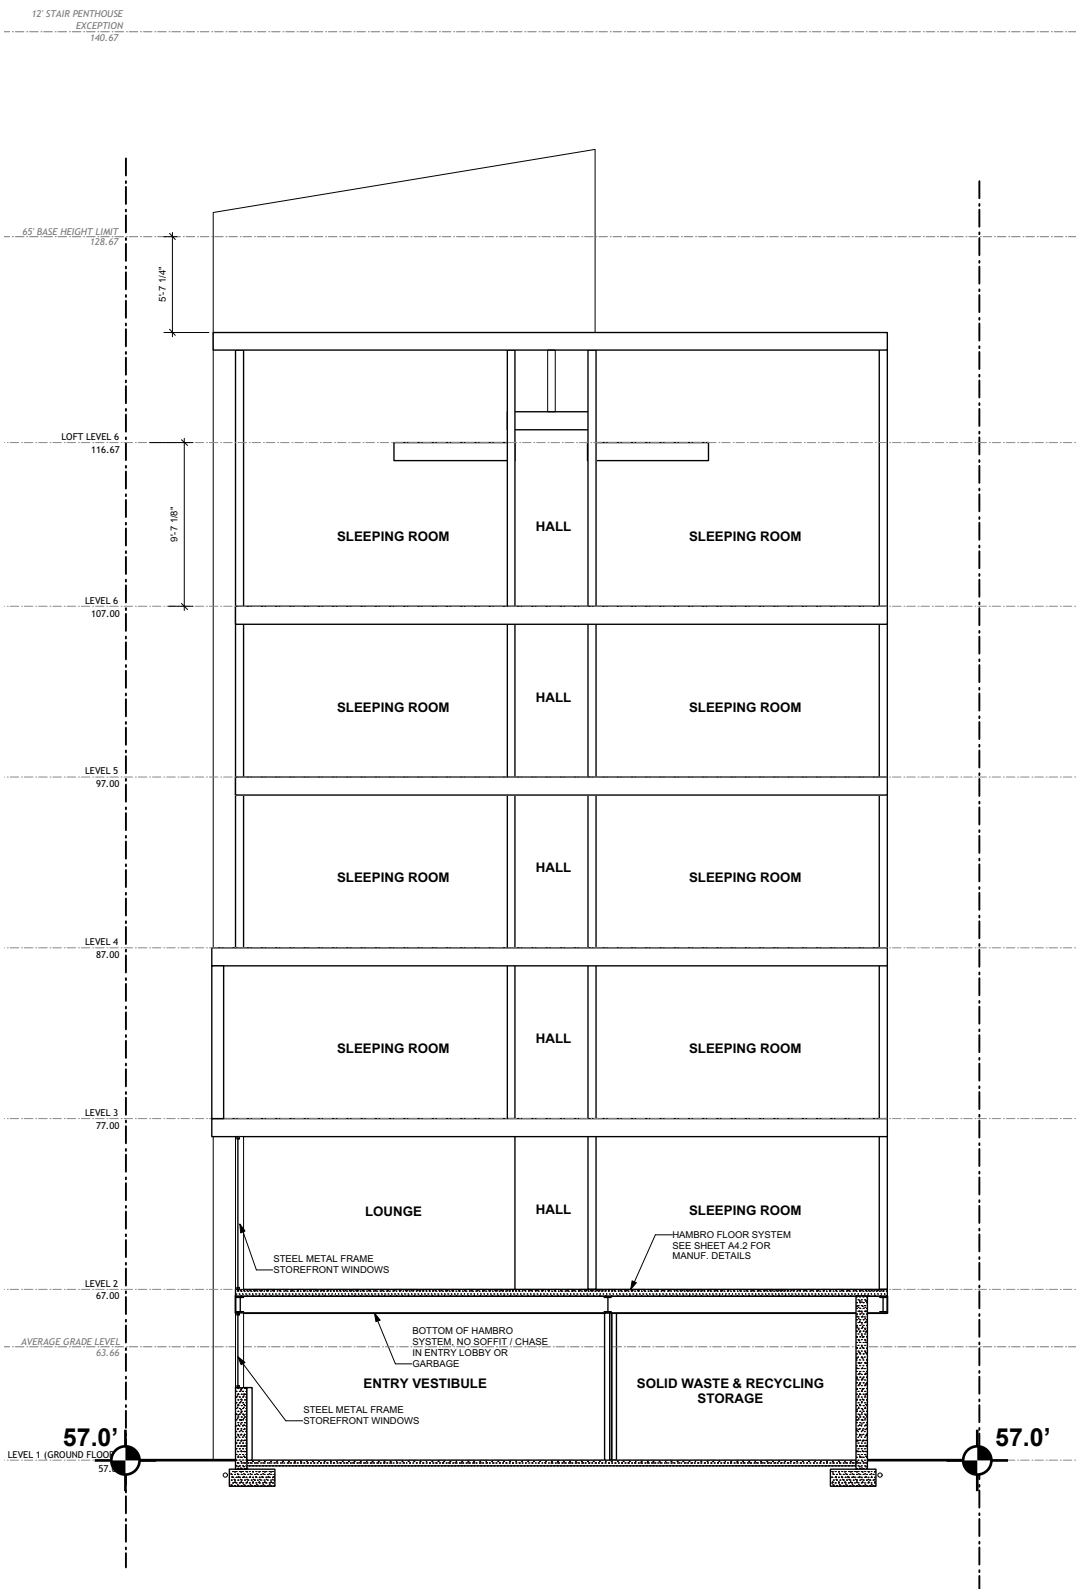 12' STAIR PENTHOUSE
EXCEPTION
140.67
65' BASE HEIGHT LIMIT
128.67
5'-7 1/4"
LOFT LEVEL 6
116.67
9'-7 1/8"
SLEEPING ROOM
HALL
SLEEPING ROOM
LEVEL 6
107.00
SLEEPING ROOM
HALL
SLEEPING ROOM
LEVEL 5
97.00
SLEEPING ROOM
HALL
SLEEPING ROOM
LEVEL 4
87.00
SLEEPING ROOM
HALL
SLEEPING ROOM
LEVEL 3
77.00
LOUNGE
HALL
SLEEPING ROOM
HAMBRO FLOOR SYSTEM
SEE SHEET A4.2 FOR
MANUF. DETAILS
STEEL METAL FRAME
STOREFRONT WINDOWS
LEVEL 2
67.00
BOTTOM OF HAMBRO
SYSTEM, NO SOFFIT / CHASE
IN ENTRY LOBBY OR
GARBAGE
AVERAGE GRADE LEVEL
63.66
ENTRY VESTIBULE
SOLID WASTE & RECYCLING
STORAGE
STEEL METAL FRAME
STOREFRONT WINDOWS
57.0'
57.0'
LEVEL 1 (GROUND FLOOR
57.